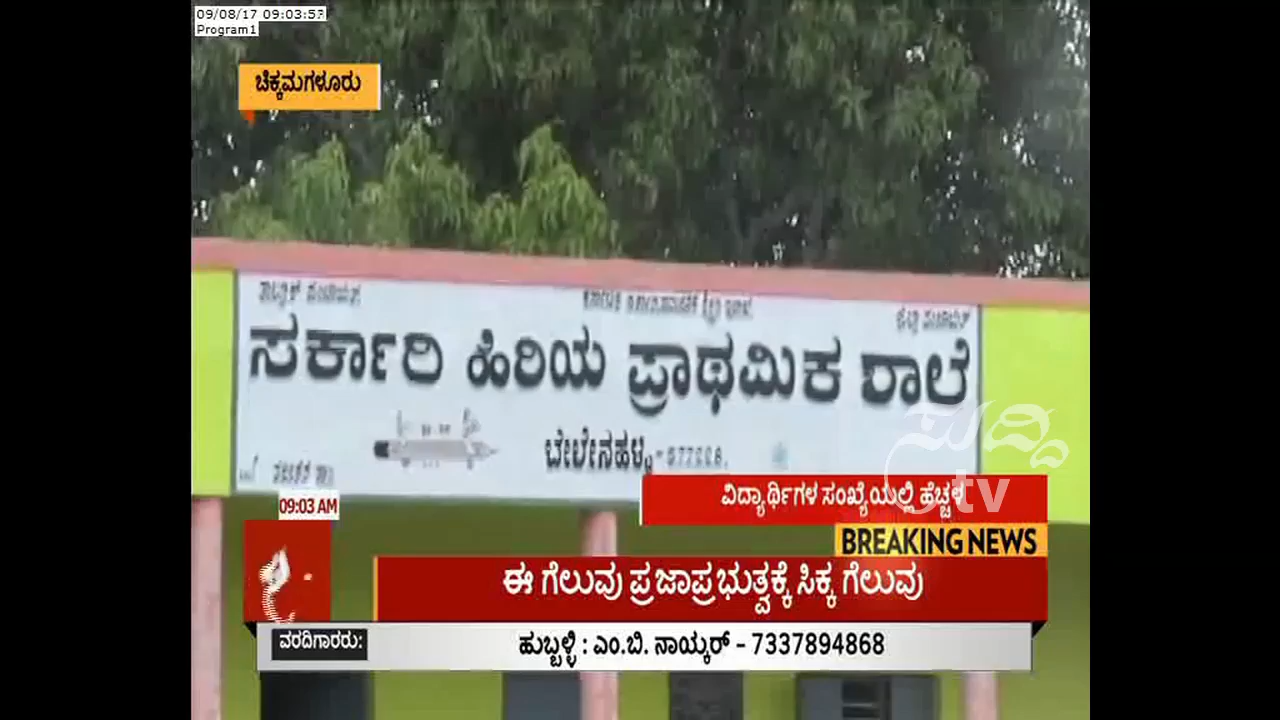 09/08/17 09:03:57
Program1
ಚಿಕ್ಕಮಗಳೂರು
ಸರ್ಕಾರಿ ಹಿರಿಯ ಪ್ರಾಥಮಿಕ ಶಾಲೆ
ಬೇಲೇನಹಳ್ಳಿ
ಸುದ್ದಿ
tv
ವಿದ್ಯಾರ್ಥಿಗಳ ಸಂಖ್ಯೆಯಲ್ಲಿ ಹೆಚ್ಚಳ
09:03 AM
BREAKING NEWS
ಈ ಗೆಲುವು ಪ್ರಜಾಪ್ರಭುತ್ವಕ್ಕೆ ಸಿಕ್ಕ ಗೆಲುವು
ವರದಿಗಾರರು: ಹುಬ್ಬಳ್ಳಿ : ಎಂ.ಬಿ. ನಾಯ್ಕರ್ - 7337894868